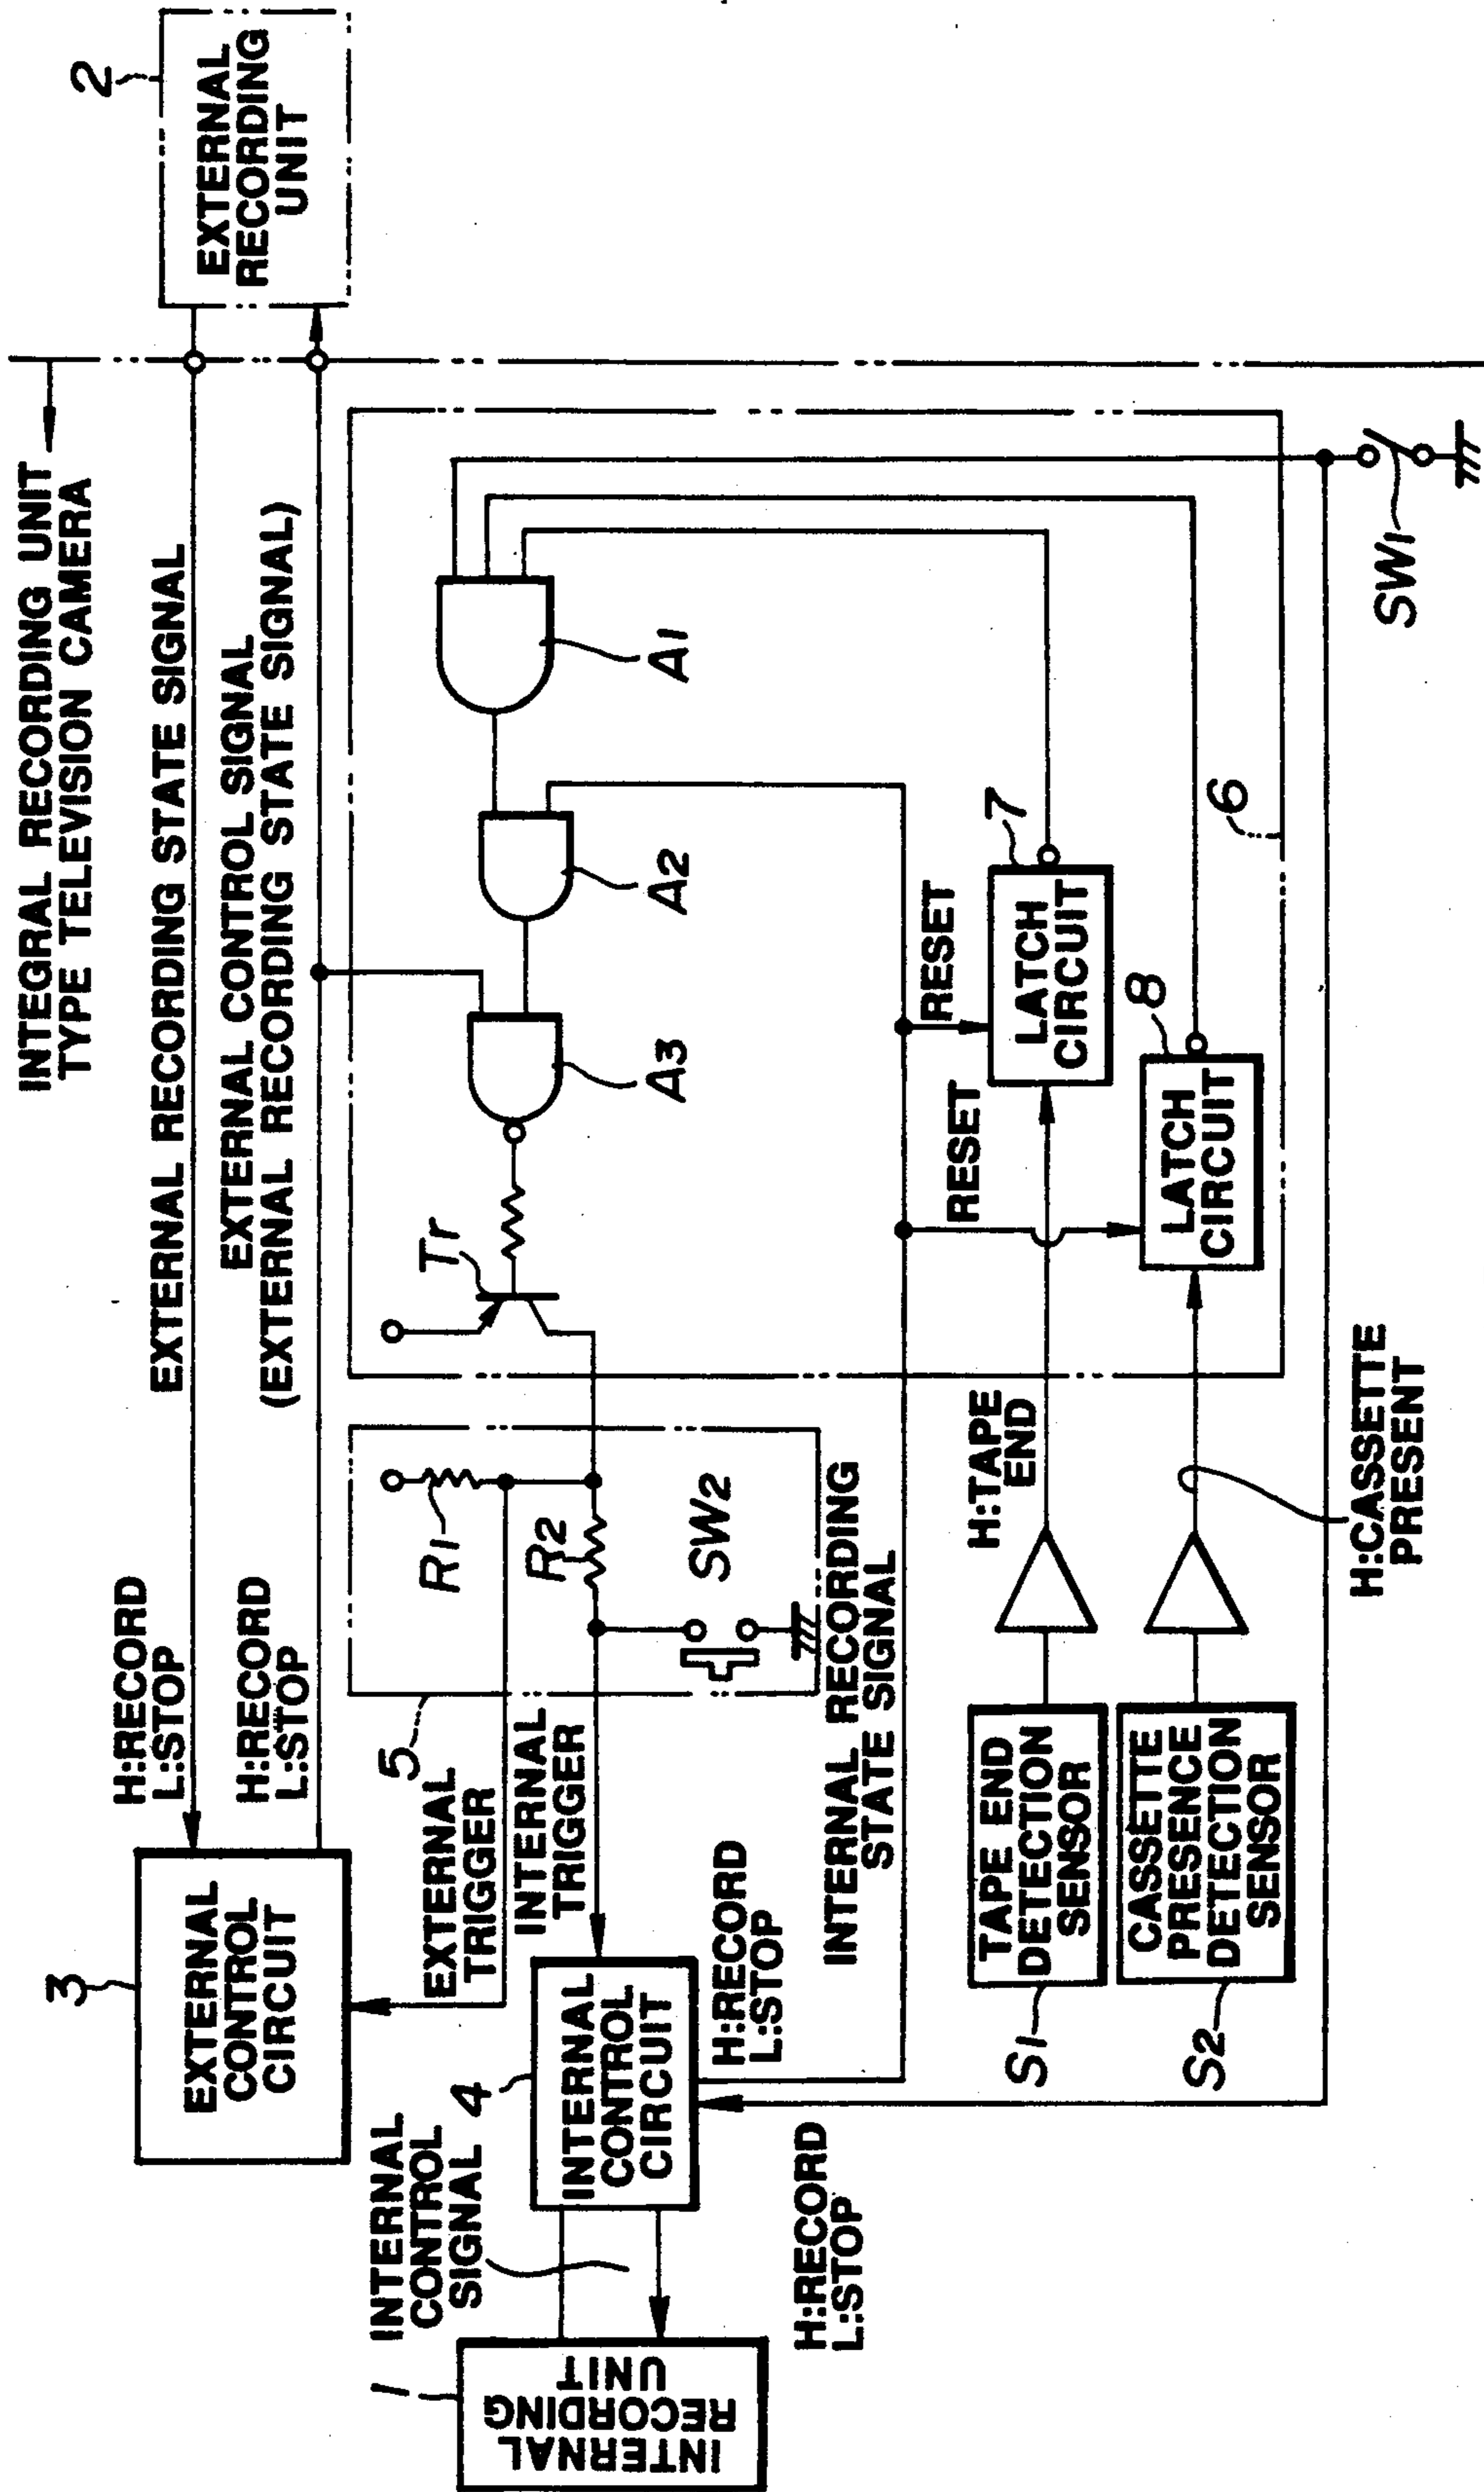 INTEGRAL RECORDING UNIT
TYPE TELEVISION CAMERA
2
EXTERNAL
RECORDING
UNIT
EXTERNAL RECORDING STATE SIGNAL
EXTERNAL CONTROL SIGNAL
(EXTERNAL RECORDING STATE SIGNAL)
H:RECORD
L:STOP
H:RECORD
L:STOP
3
EXTERNAL
CONTROL
CIRCUIT
A1
A2
A3
Tr
R1
R2
SW2
5
EXTERNAL
TRIGGER
INTERNAL
TRIGGER
INTERNAL
CONTROL
SIGNAL
4
INTERNAL
CONTROL
CIRCUIT
H:RECORD
L:STOP
INTERNAL RECORDING
STATE SIGNAL
1
INTERNAL
RECORDING
UNIT
H:RECORD
L:STOP
RESET
RESET
7
LATCH
CIRCUIT
8
LATCH
CIRCUIT
6
SW1
H:TAPE
END
H:CASSETTE
PRESENT
TAPE END
DETECTION
SENSOR
S1
CASSETTE
PRESENCE
DETECTION
SENSOR
S2